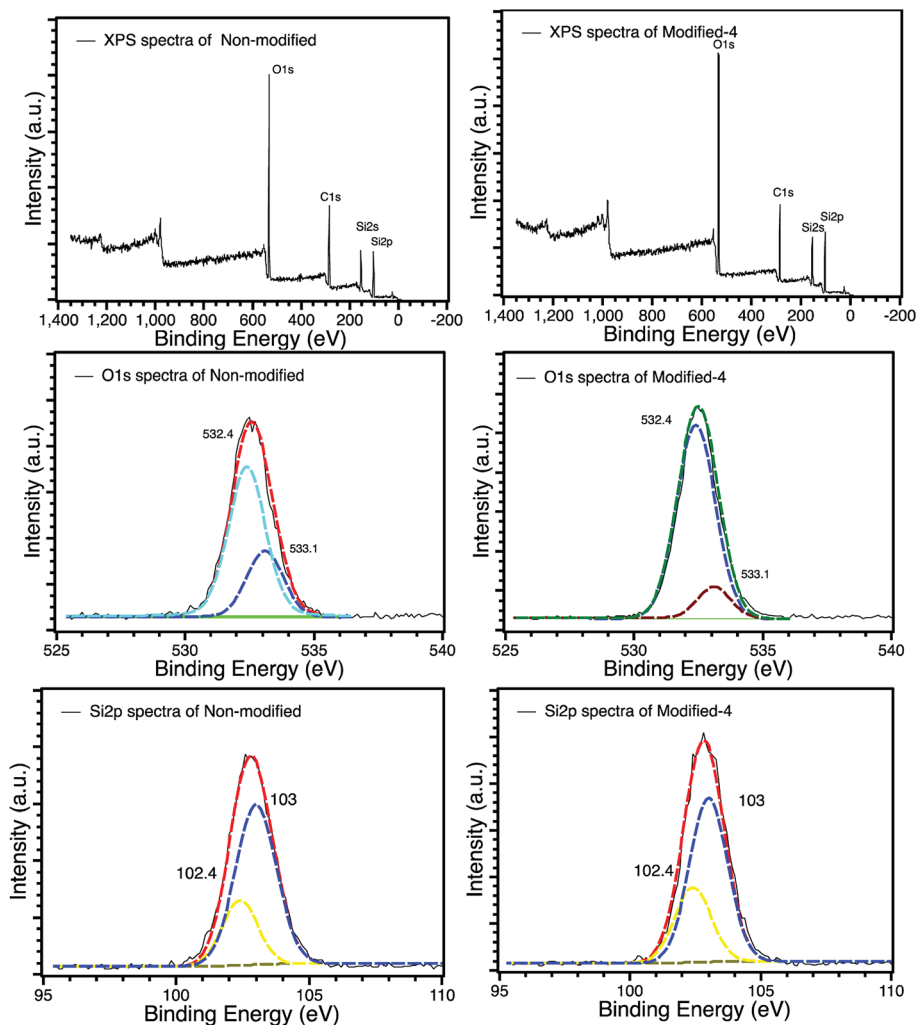 XPS spectra of Non-modified
O1s
C1s
Si2s
Si2p
Intensity (a.u.)
1,400 1,200 1,000 800 600 400 200 0 -200
Binding Energy (eV)
XPS spectra of Modified-4
O1s
C1s
Si2p
Si2s
Intensity (a.u.)
1,400 1,200 1,000 800 600 400 200 0 -200
Binding Energy (eV)
O1s spectra of Non-modified
532.4
533.1
Intensity (a.u.)
525 530 535 540
Binding Energy (eV)
O1s spectra of Modified-4
532.4
533.1
Intensity (a.u.)
525 530 535 540
Binding Energy (eV)
Si2p spectra of Non-modified
103
102.4
Intensity (a.u.)
95 100 105 110
Binding Energy (eV)
Si2p spectra of Modified-4
103
102.4
Intensity (a.u.)
95 100 105 110
Binding Energy (eV)